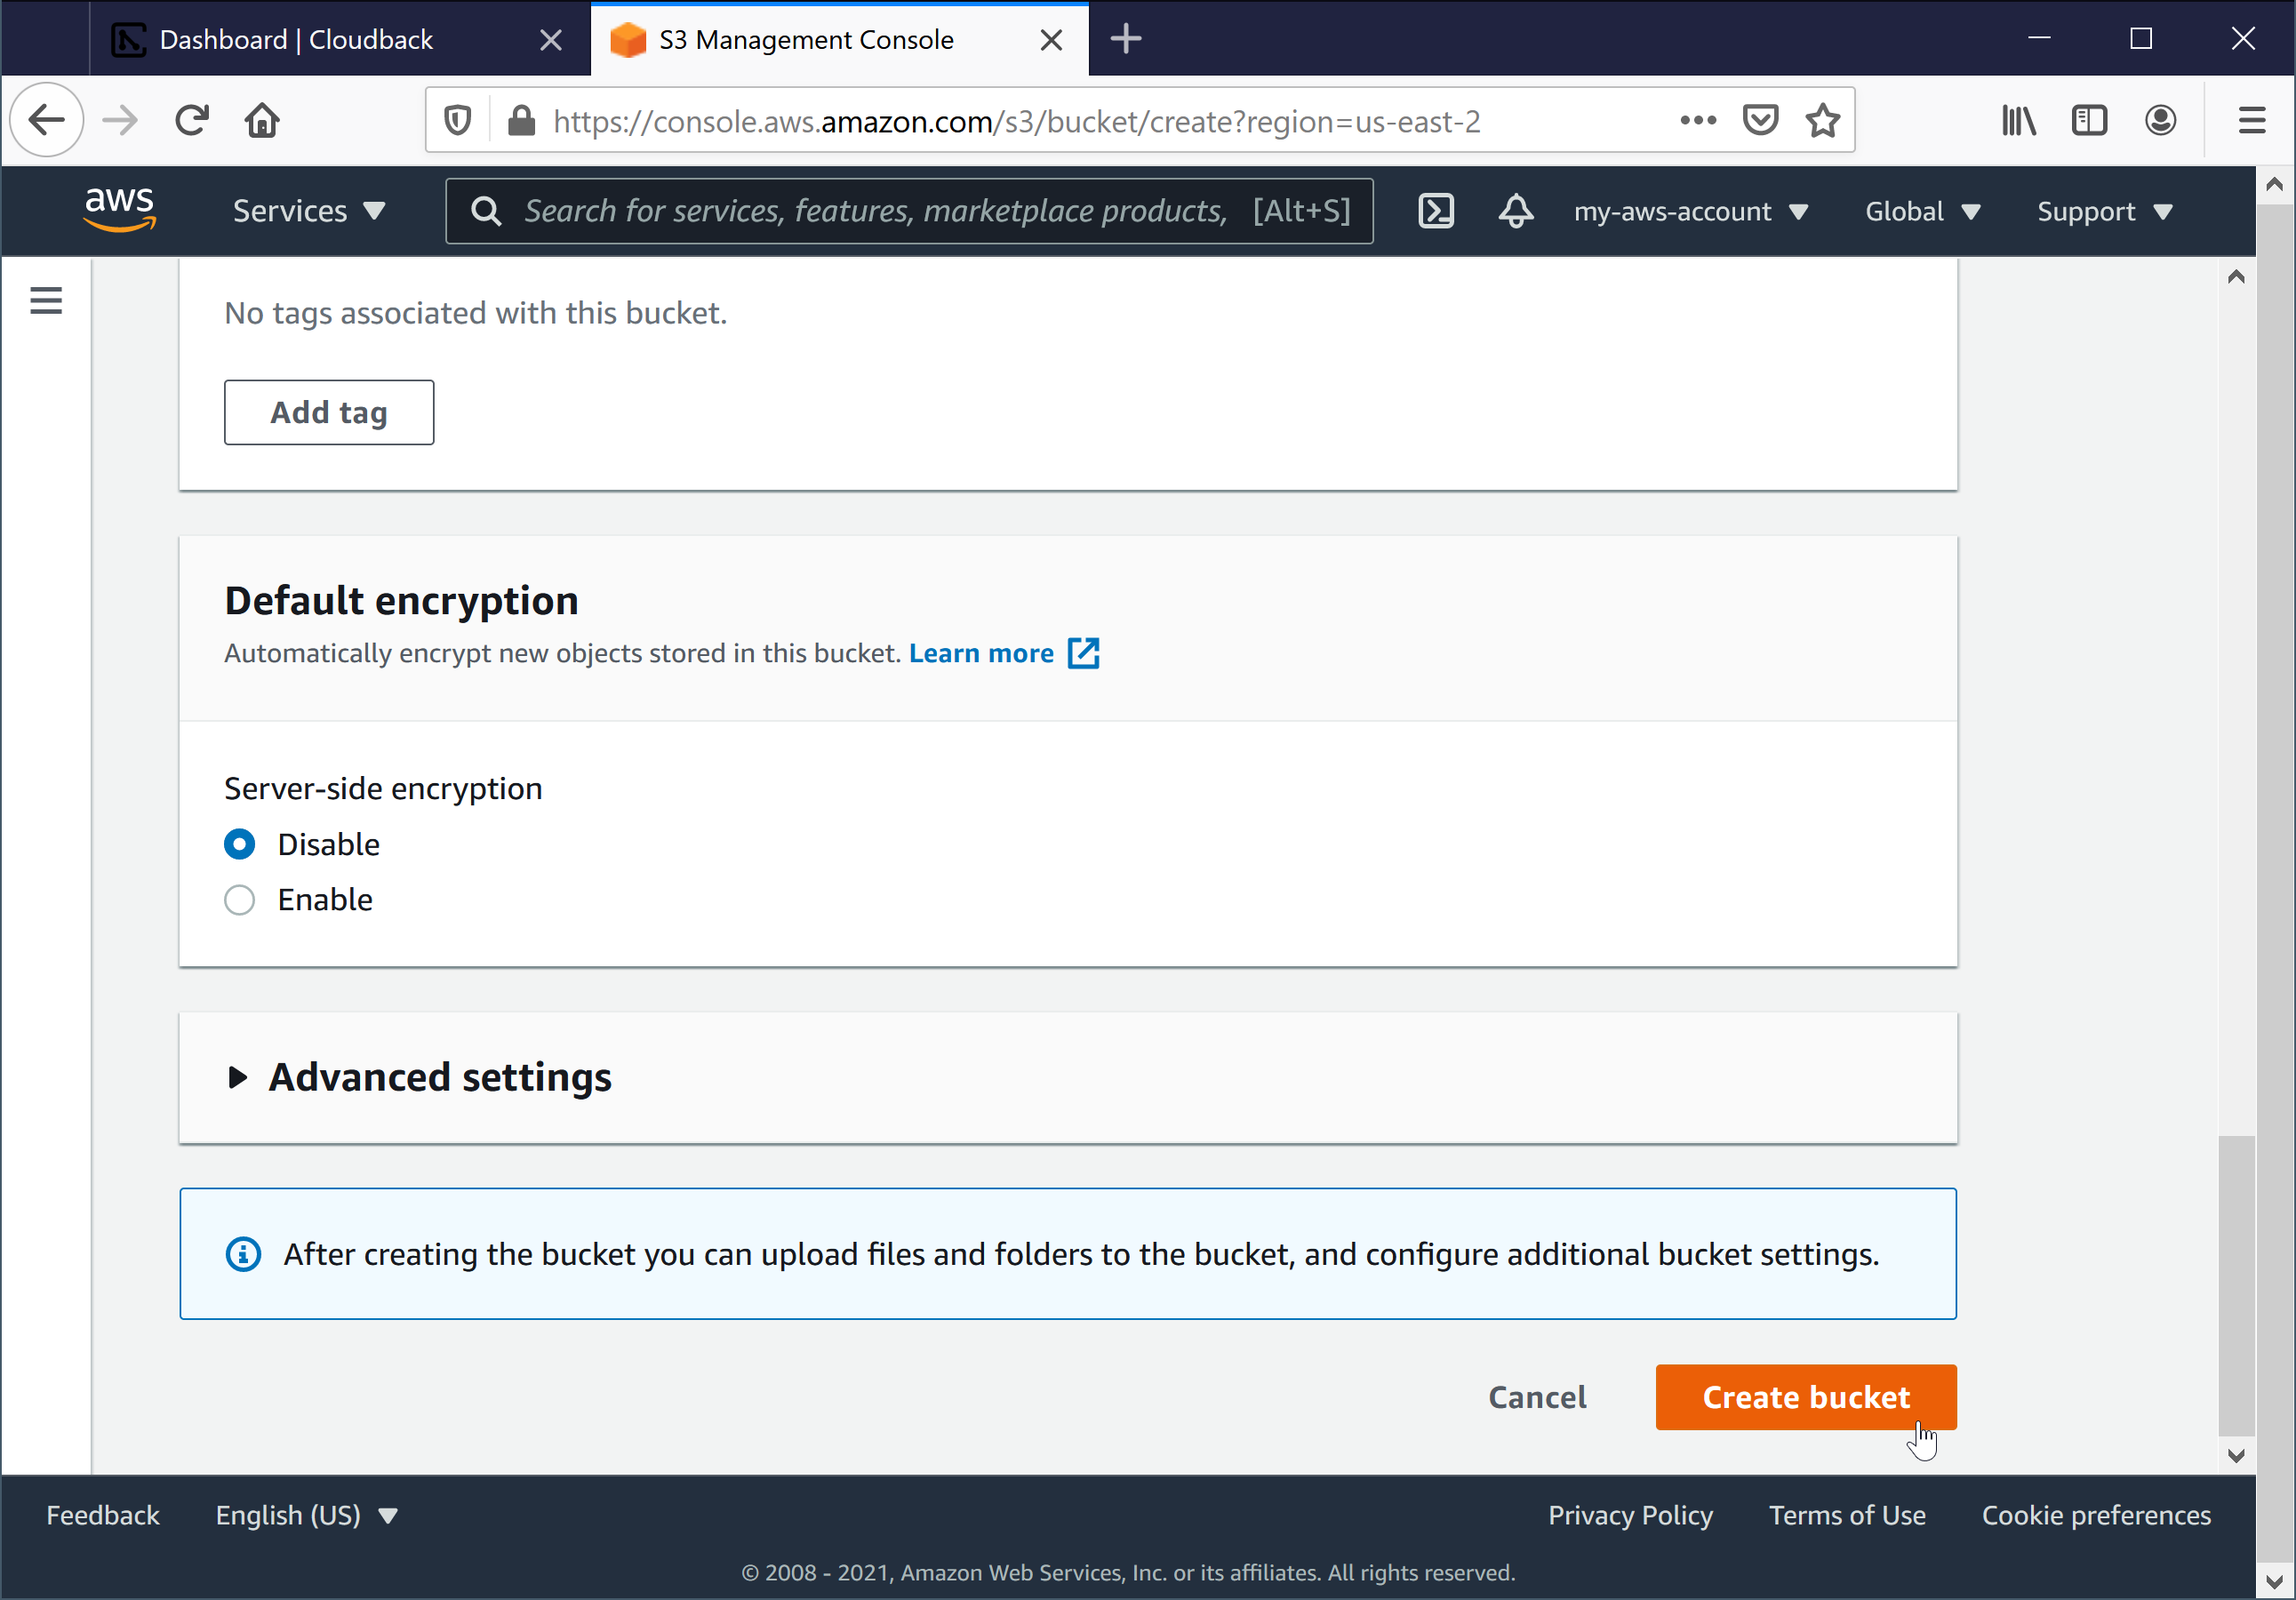 Dashboard | Cloudback
S3 Management Console
https://console.aws.amazon.com/s3/bucket/create?region=us-east-2
aws
Services
Search for services, features, marketplace products, [Alt+S]
my-aws-account
Global
Support
No tags associated with this bucket.
Add tag
Default encryption
Automatically encrypt new objects stored in this bucket. Learn more
Server-side encryption
Disable
Enable
Advanced settings
After creating the bucket you can upload files and folders to the bucket, and configure additional bucket settings.
Cancel
Create bucket
Feedback
English (US)
Privacy Policy
Terms of Use
Cookie preferences
© 2008 - 2021, Amazon Web Services, Inc. or its affiliates. All rights reserved.